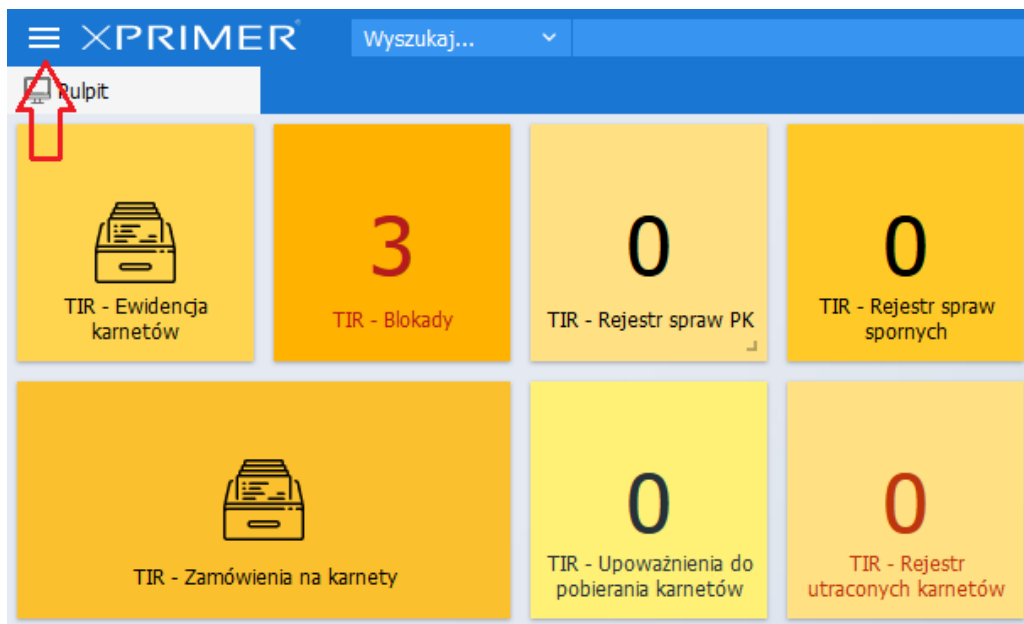 XPRIMER
Wyszukaj...
Pulpit
TIR - Ewidencja
karnetów
3
TIR - Blokady
0
TIR - Rejestr spraw PK
0
TIR - Rejestr spraw
spornych
TIR - Zamówienia na karnety
0
TIR - Upoważnienia do
pobierania karnetów
0
TIR - Rejestr
utraconych karnetów